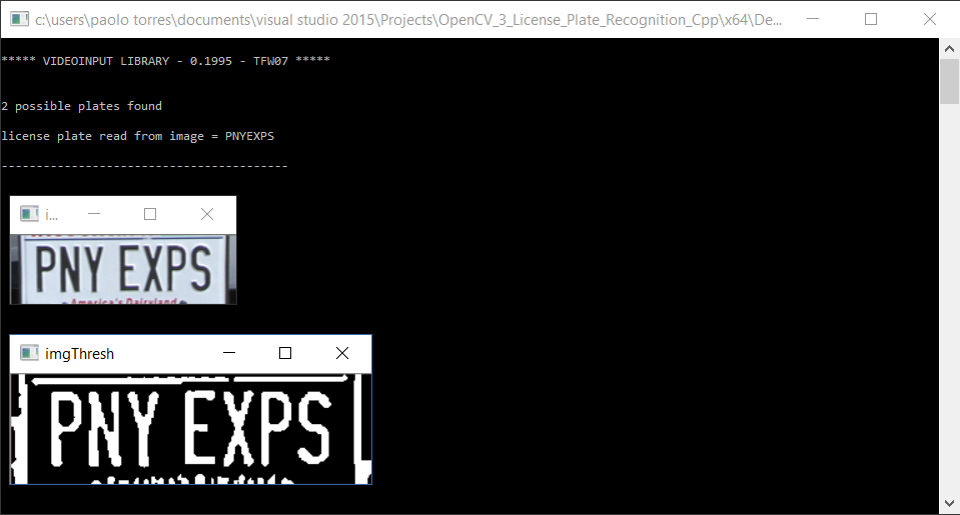 c:\users\paolo torres\documents\visual studio 2015\Projects\OpenCV_3_License_Plate_Recognition_Cpp\x64\De...
***** VIDEOINPUT LIBRARY - 0.1995 - TFW07 *****
2 possible plates found
license plate read from image = PNYEXPS
-----------------------------------------
i...
PNY EXPS
America's Dairyland
imgThresh
PNY EXPS